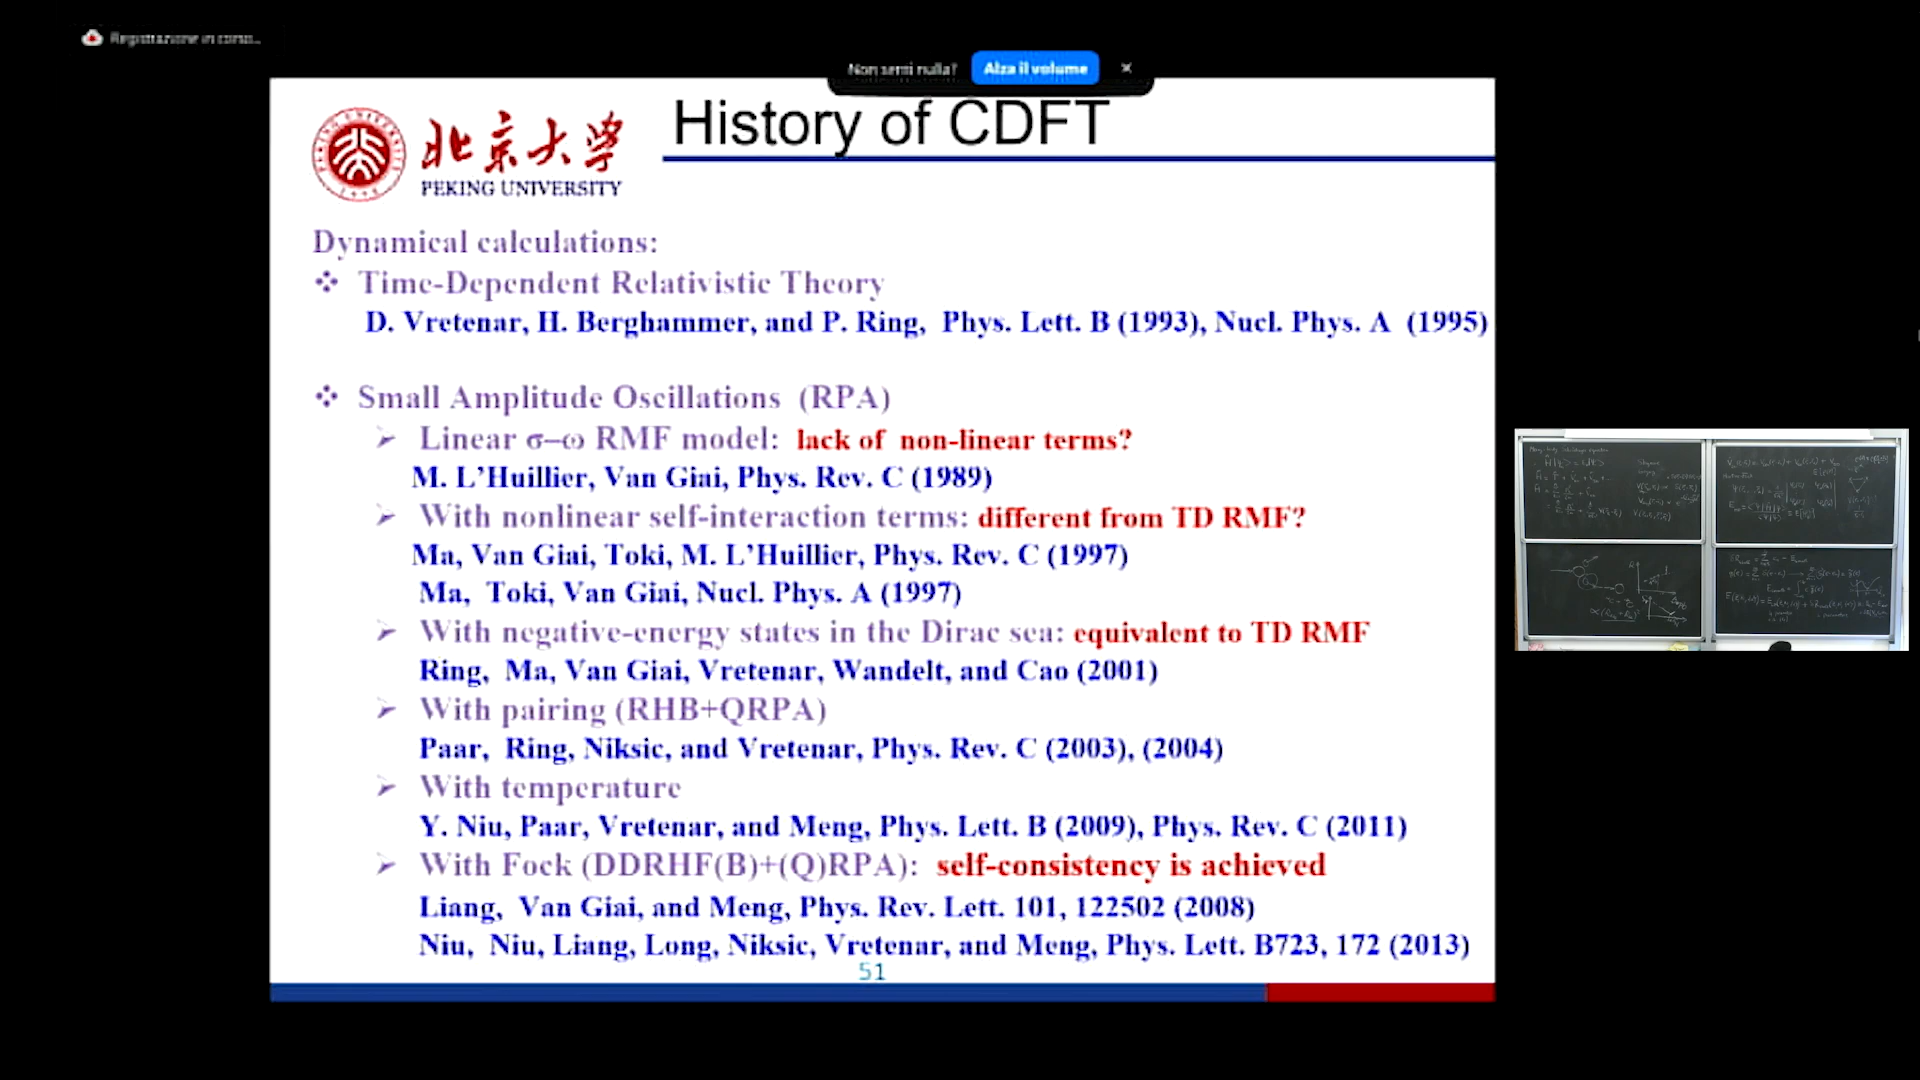 Registrazione in corso...
Non senti nulla? Alza il volume
History of CDFT
北京大学
PEKING UNIVERSITY
Dynamical calculations:
❖ Time-Dependent Relativistic Theory
D. Vretenar, H. Berghammer, and P. Ring, Phys. Lett. B (1993), Nucl. Phys. A (1995)
❖ Small Amplitude Oscillations (RPA)
➢ Linear σ–ω RMF model: lack of non-linear terms?
M. L’Huillier, Van Giai, Phys. Rev. C (1989)
➢ With nonlinear self-interaction terms: different from TD RMF?
Ma, Van Giai, Toki, M. L’Huillier, Phys. Rev. C (1997)
Ma, Toki, Van Giai, Nucl. Phys. A (1997)
➢ With negative-energy states in the Dirac sea: equivalent to TD RMF
Ring, Ma, Van Giai, Vretenar, Wandelt, and Cao (2001)
➢ With pairing (RHB+QRPA)
Paar, Ring, Niksic, and Vretenar, Phys. Rev. C (2003), (2004)
➢ With temperature
Y. Niu, Paar, Vretenar, and Meng, Phys. Lett. B (2009), Phys. Rev. C (2011)
➢ With Fock (DDRHF(B)+(Q)RPA): self-consistency is achieved
Liang, Van Giai, and Meng, Phys. Rev. Lett. 101, 122502 (2008)
Niu, Niu, Liang, Long, Niksic, Vretenar, and Meng, Phys. Lett. B723, 172 (2013)
51